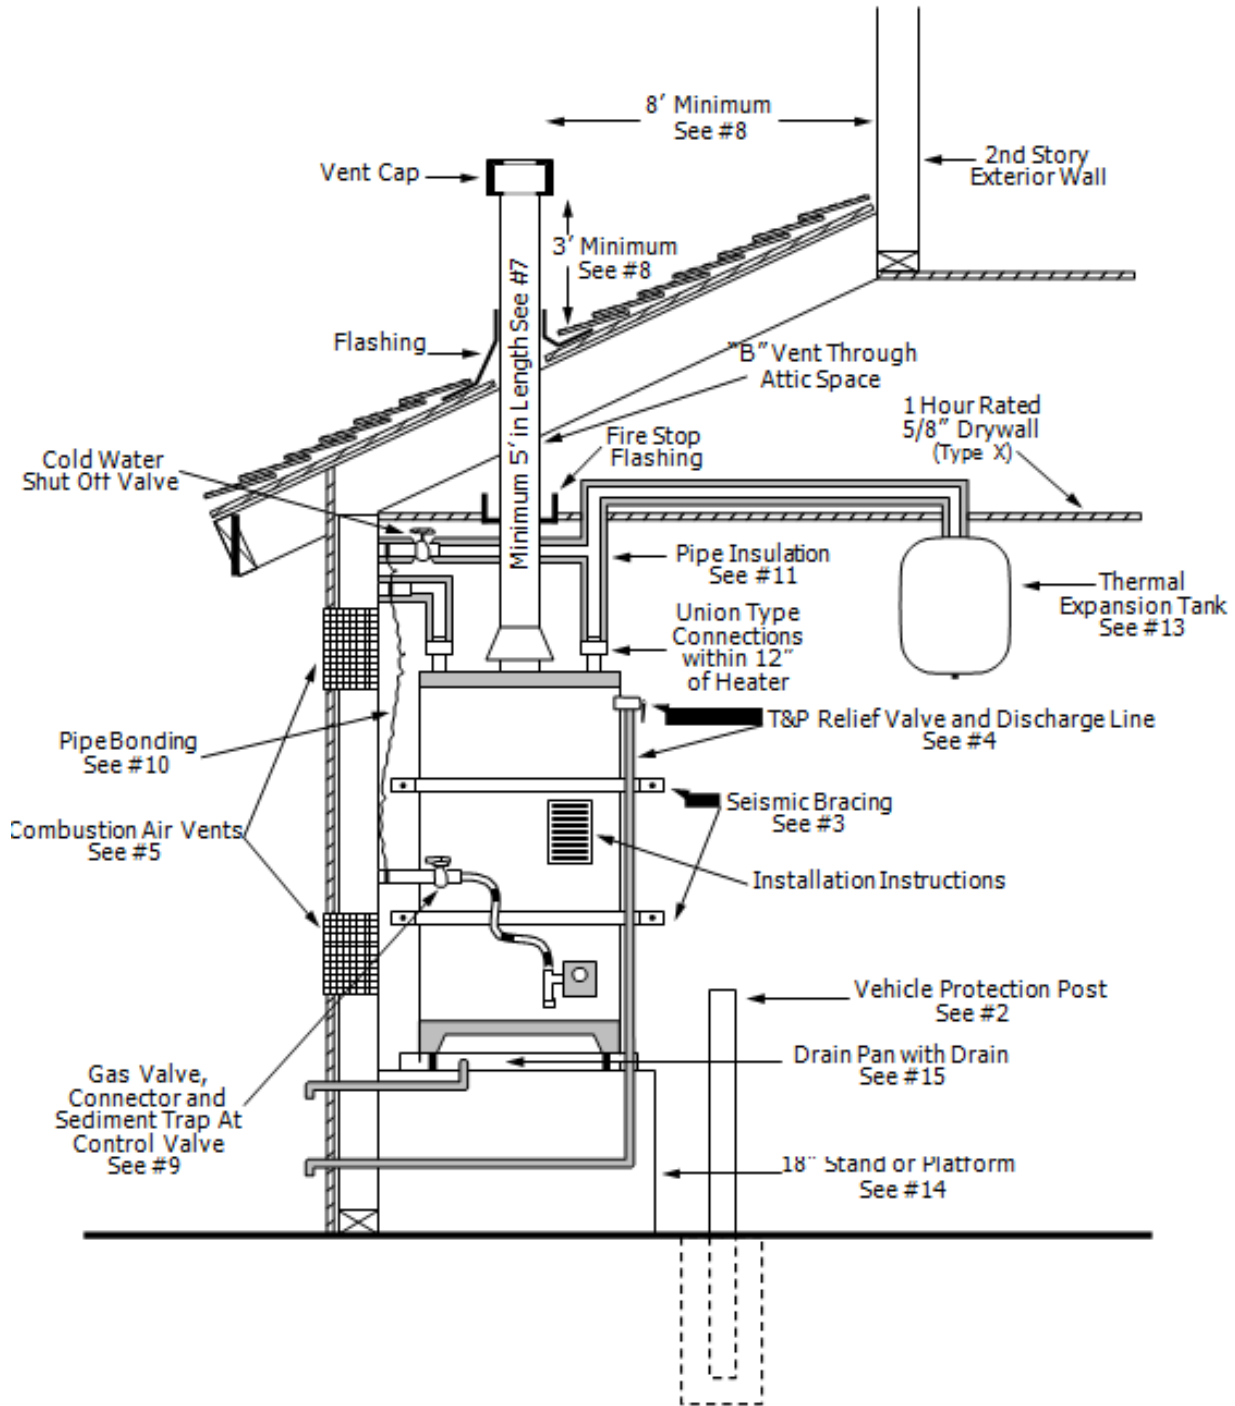 8′ Minimum
See #8
2nd Story
Exterior Wall
Vent Cap
3′ Minimum
See #8
Minimum 5′ in Length See #7
Flashing
"B" Vent Through
Attic Space
1 Hour Rated
5/8" Drywall
(Type X)
Fire Stop
Flashing
Cold Water
Shut Off Valve
Pipe Insulation
See #11
Thermal
Expansion Tank
See #13
Union Type
Connections
within 12"
of Heater
T&P Relief Valve and Discharge Line
See #4
Pipe Bonding
See #10
Seismic Bracing
See #3
Combustion Air Vents
See #5
Installation Instructions
Vehicle Protection Post
See #2
Drain Pan with Drain
See #15
Gas Valve,
Connector and
Sediment Trap At
Control Valve
See #9
18" Stand or Platform
See #14